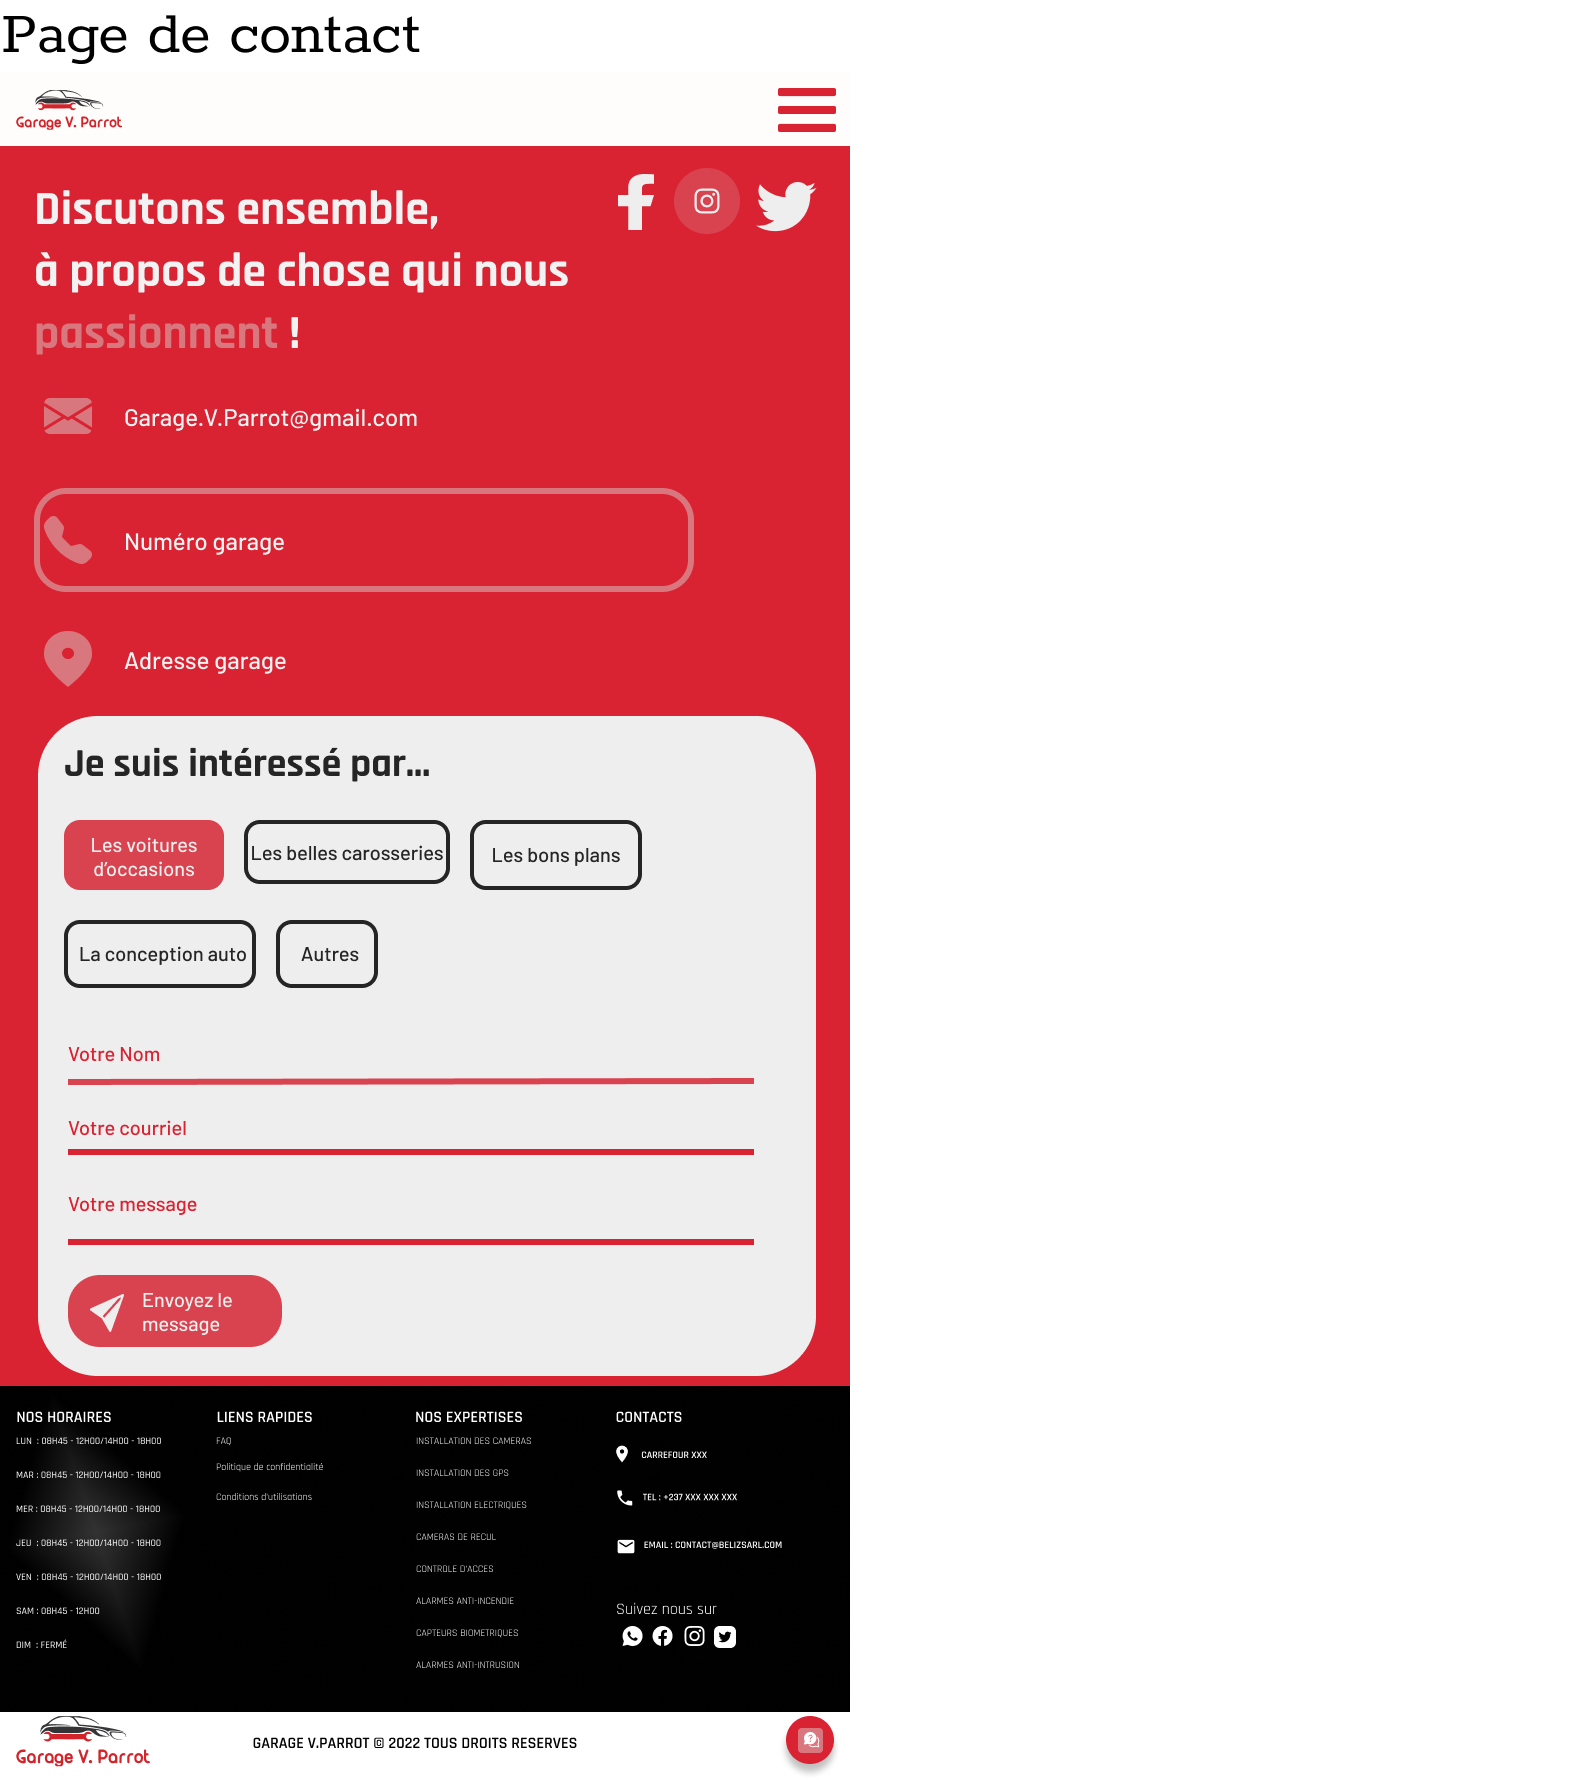 Page de contact
Garage V. Parrot
Discutons ensemble,
à propos de chose qui nous
passionnent !
Garage.V.Parrot@gmail.com
Numéro garage
Adresse garage
Je suis intéressé par...
Les voitures
d'occasions
Les belles carosseries
Les bons plans
La conception auto
Autres
Votre Nom
Votre courriel
Votre message
Envoyez le
message
NOS HORAIRES
LUN : 08H45 - 12H00/14H00 - 18H00
MAR : 08H45 - 12H00/14H00 - 18H00
MER : 08H45 - 12H00/14H00 - 18H00
JEU : 08H45 - 12H00/14H00 - 18H00
VEN : 08H45 - 12H00/14H00 - 18H00
SAM : 08H45 - 12H00
DIM : FERMÉ
LIENS RAPIDES
FAQ
Politique de confidentialité
Conditions d'utilisations
NOS EXPERTISES
INSTALLATION DES CAMERAS
INSTALLATION DES GPS
INSTALLATION ELECTRIQUES
CAMERAS DE RECUL
CONTROLE D'ACCES
ALARMES ANTI-INCENDIE
CAPTEURS BIOMETRIQUES
ALARMES ANTI-INTRUSION
CONTACTS
CARREFOUR XXX
TEL : +237 XXX XXX XXX
EMAIL : CONTACT@BELIZSARL.COM
Suivez nous sur
Garage V. Parrot
GARAGE V.PARROT © 2022 TOUS DROITS RESERVES